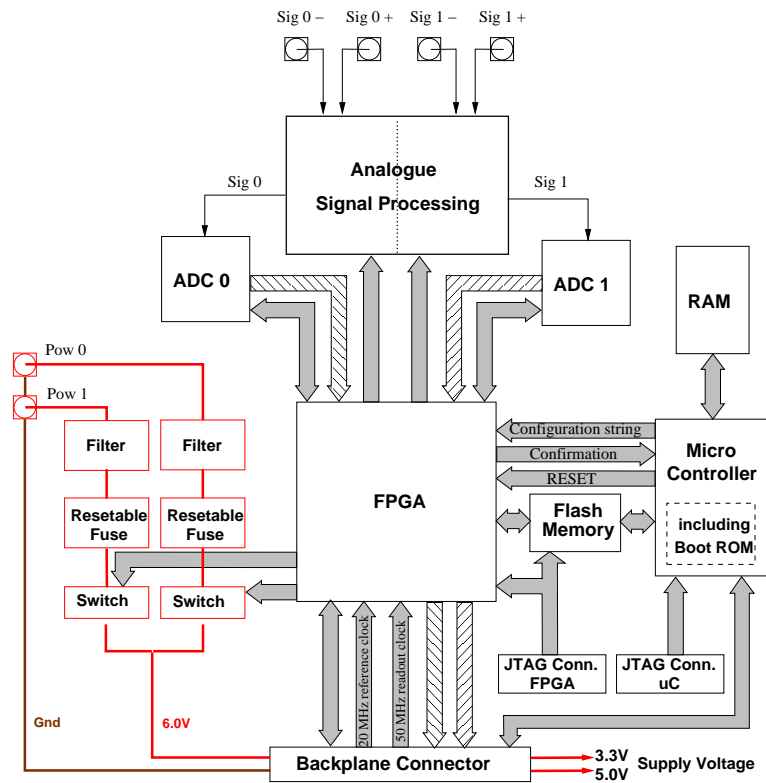 Sig 0 −
Sig 0 +
Sig 1 −
Sig 1 +
Analogue
Signal Processing
Sig 0
Sig 1
ADC 0
ADC 1
RAM
Pow 0
Pow 1
Filter
Filter
Resetable
Fuse
Resetable
Fuse
Switch
Switch
FPGA
Configuration string
Confirmation
RESET
Micro
Controller
including
Boot ROM
Flash
Memory
20 MHz reference clock
50 MHz readout clock
JTAG Conn.
FPGA
JTAG Conn.
uC
Gnd
6.0V
Backplane Connector
3.3V
5.0V
Supply Voltage